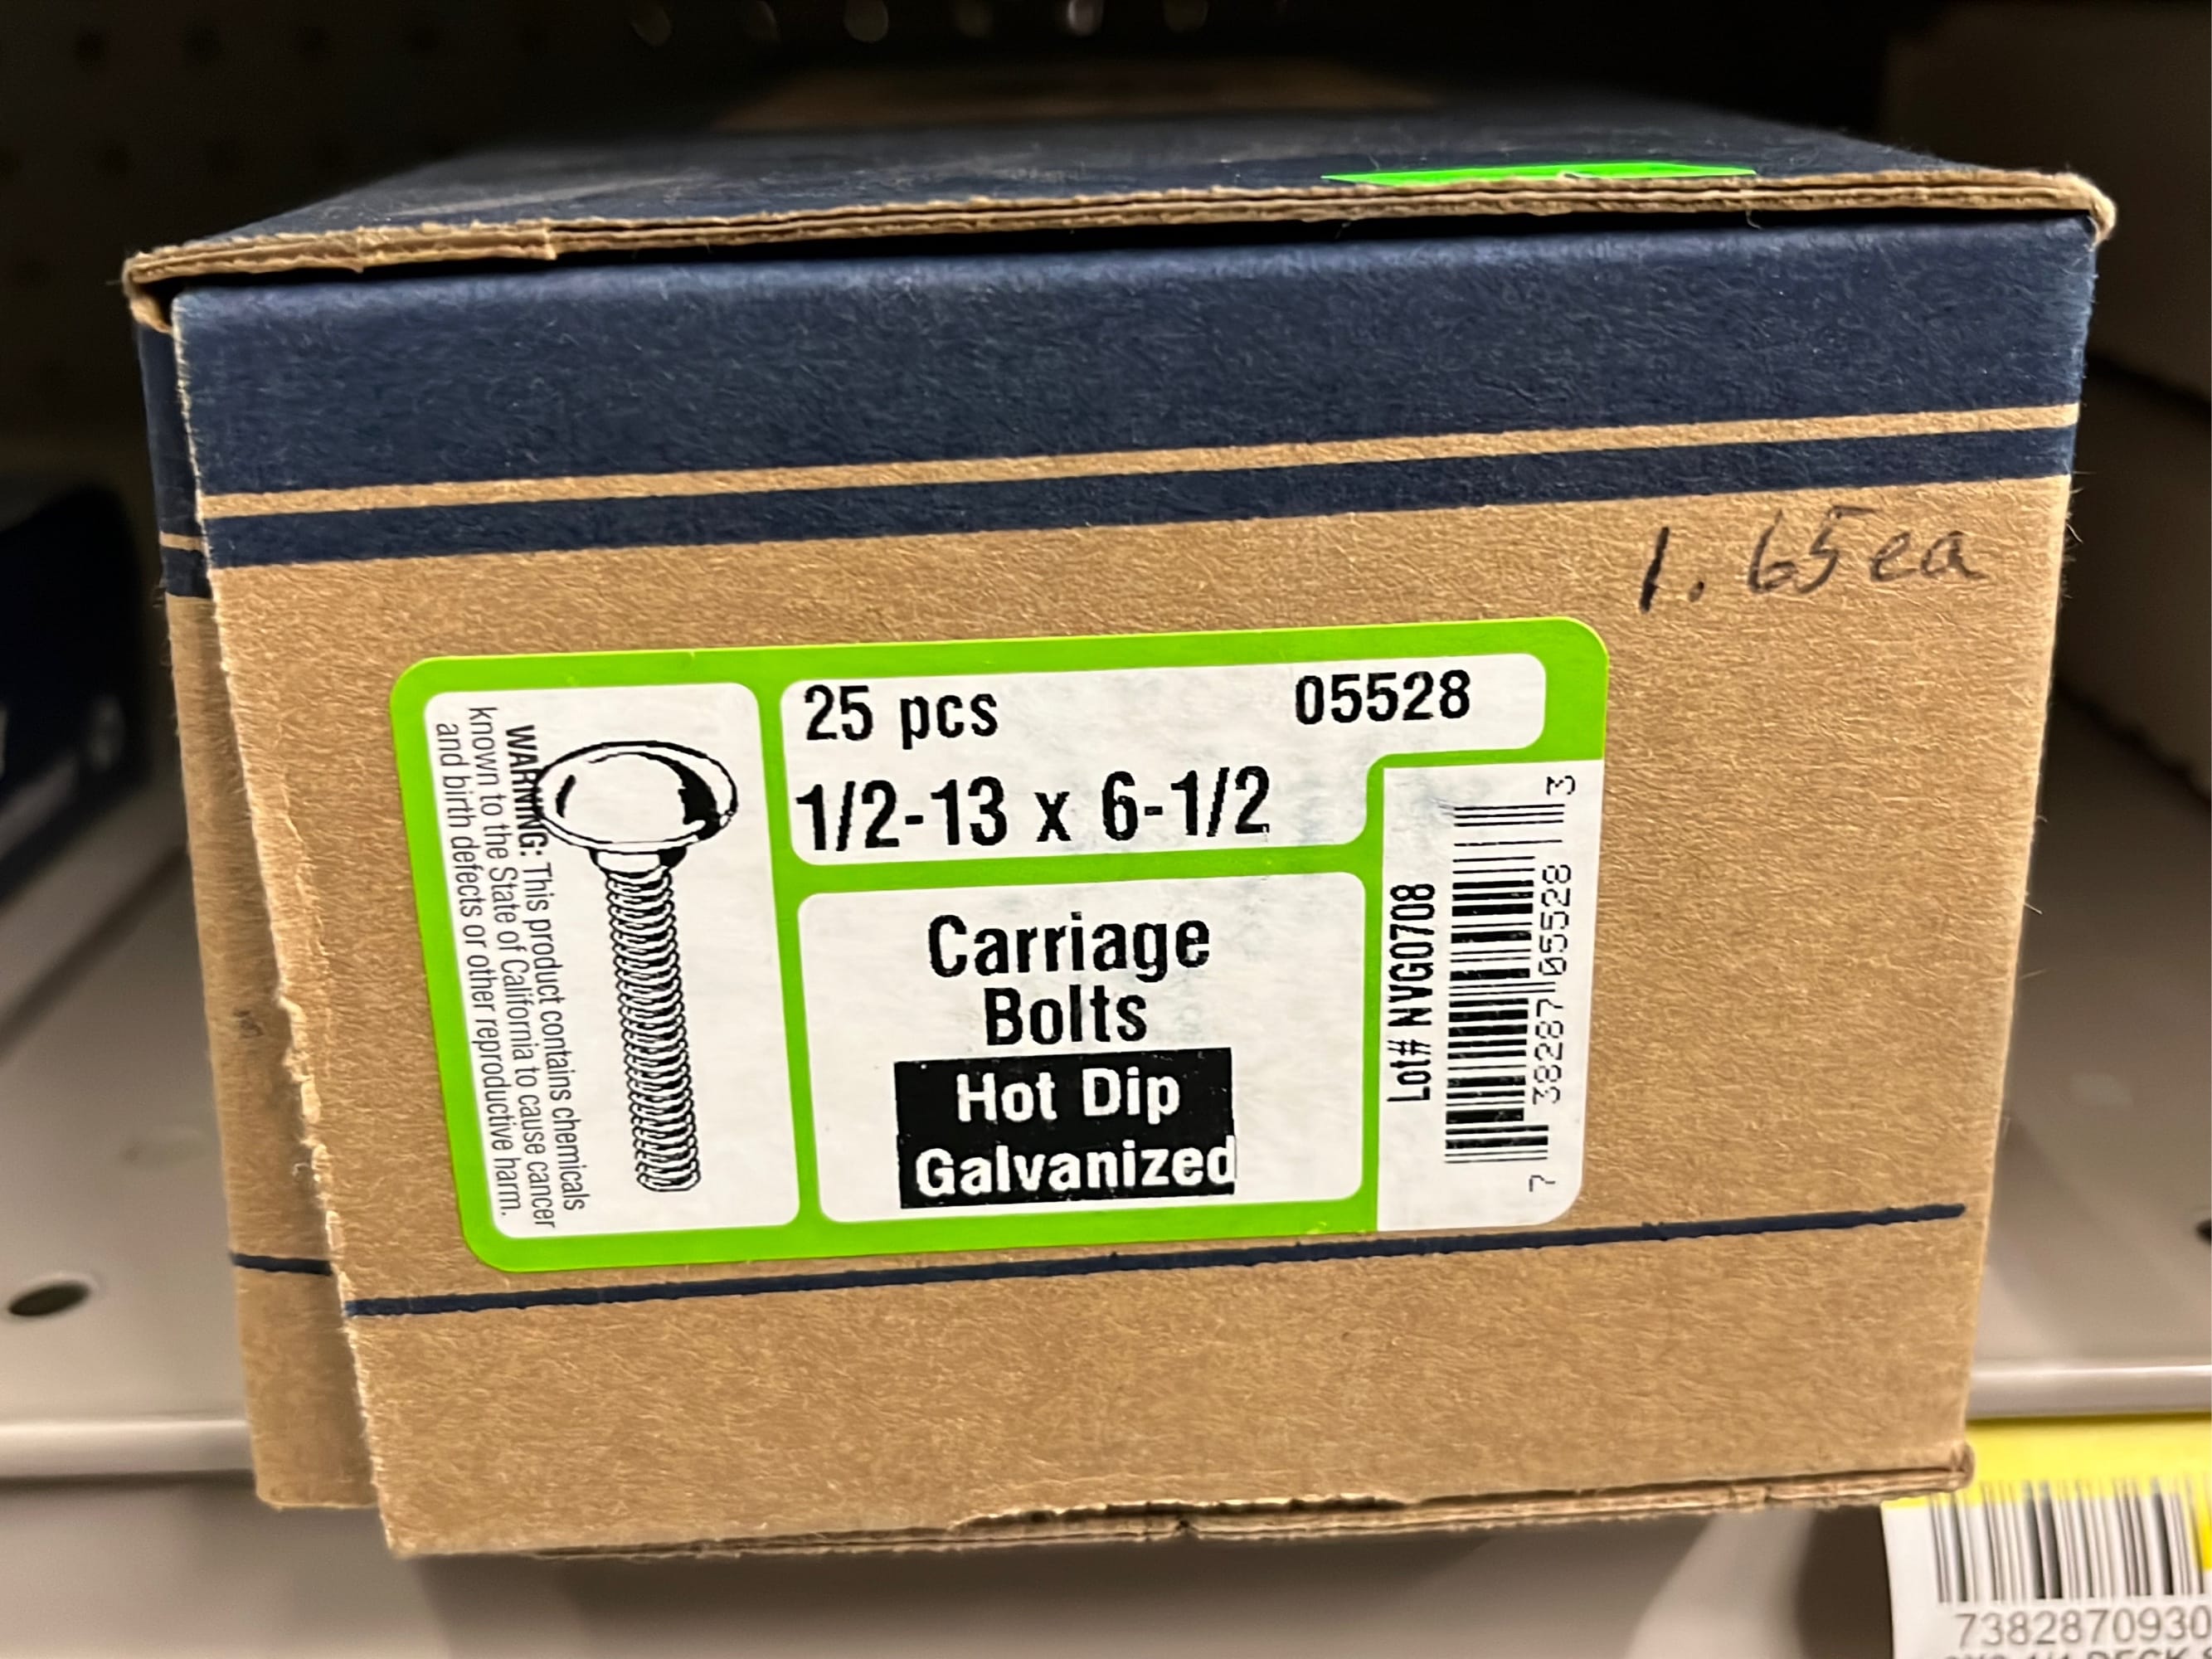 1.65ea
25 pcs 05528
1/2-13 x 6-1/2
Carriage
Bolts
Hot Dip
Galvanized
WARNING: This product contains chemicals
known to the State of California to cause cancer
and birth defects or other reproductive harm.
Lot# NVG0708
7 38287 05528 3
7382870930